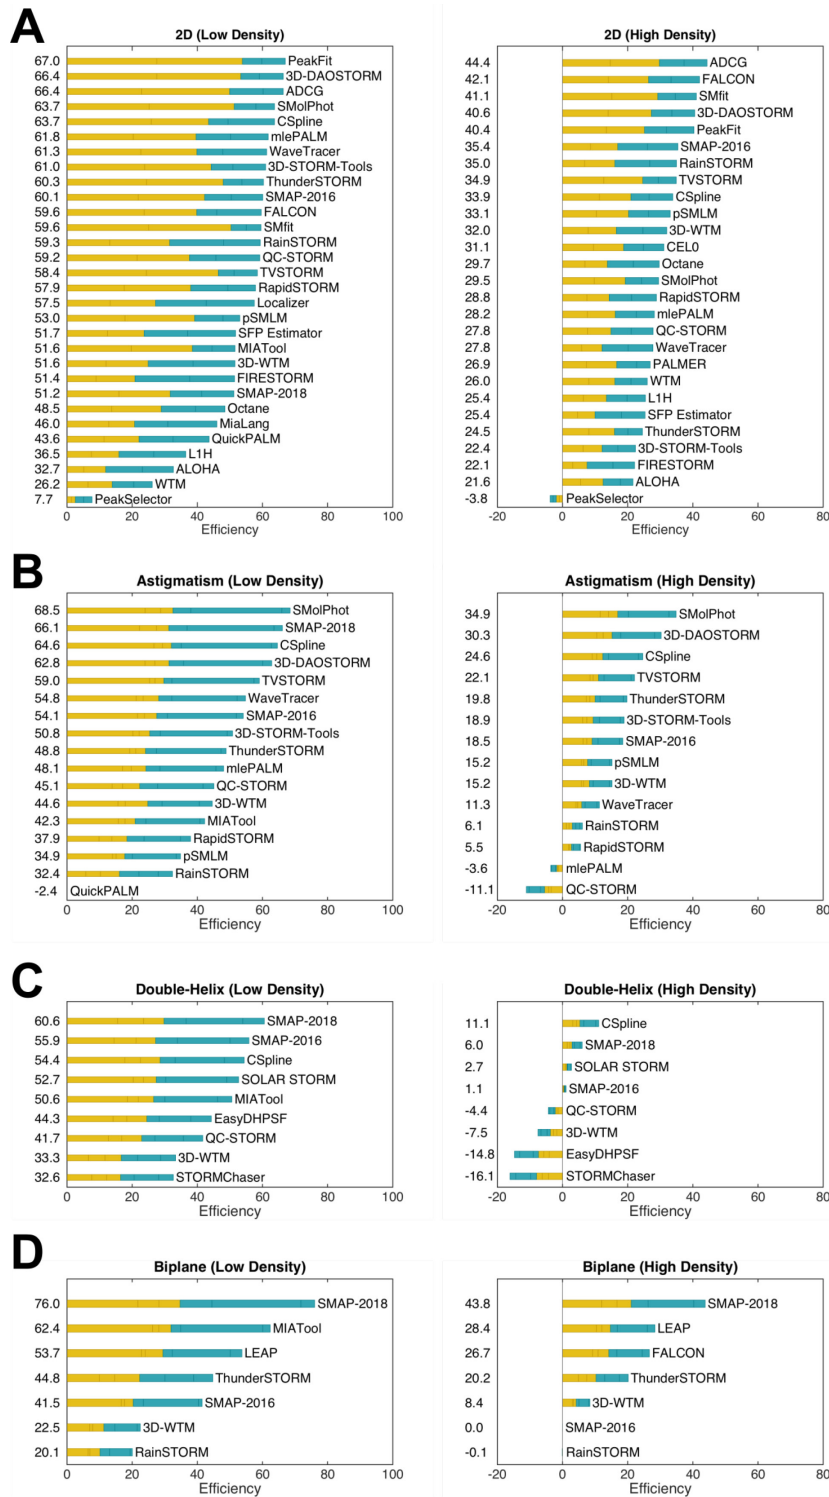 A
2D (Low Density)
67.0 PeakFit
66.4 3D-DAOSTORM
66.4 ADCG
63.7 SMolPhot
63.7 CSpline
61.8 mlePALM
61.3 WaveTracer
61.0 3D-STORM-Tools
60.3 ThunderSTORM
60.1 SMAP-2016
59.6 FALCON
59.6 SMfit
59.3 RainSTORM
59.2 QC-STORM
58.4 TVSTORM
57.9 RapidSTORM
57.5 Localizer
53.0 pSMLM
51.7 SFP Estimator
51.6 MIATool
51.6 3D-WTM
51.4 FIRESTORM
51.2 SMAP-2018
48.5 Octane
46.0 MiaLang
43.6 QuickPALM
36.5 L1H
32.7 ALOHA
26.2 WTM
7.7 PeakSelector
0 20 40 60 80 100
Efficiency
2D (High Density)
44.4 ADCG
42.1 FALCON
41.1 SMfit
40.6 3D-DAOSTORM
40.4 PeakFit
35.4 SMAP-2016
35.0 RainSTORM
34.9 TVSTORM
33.9 CSpline
33.1 pSMLM
32.0 3D-WTM
31.1 CEL0
29.7 Octane
29.5 SMolPhot
28.8 RapidSTORM
28.2 mlePALM
27.8 QC-STORM
27.8 WaveTracer
26.9 PALMER
26.0 WTM
25.4 L1H
25.4 SFP Estimator
24.5 ThunderSTORM
22.4 3D-STORM-Tools
22.1 FIRESTORM
21.6 ALOHA
-3.8 PeakSelector
-20 0 20 40 60 80
Efficiency
B
Astigmatism (Low Density)
68.5 SMolPhot
66.1 SMAP-2018
64.6 CSpline
62.8 3D-DAOSTORM
59.0 TVSTORM
54.8 WaveTracer
54.1 SMAP-2016
50.8 3D-STORM-Tools
48.8 ThunderSTORM
48.1 mlePALM
45.1 QC-STORM
44.6 3D-WTM
42.3 MIATool
37.9 RapidSTORM
34.9 pSMLM
32.4 RainSTORM
-2.4 QuickPALM
0 20 40 60 80 100
Efficiency
Astigmatism (High Density)
34.9 SMolPhot
30.3 3D-DAOSTORM
24.6 CSpline
22.1 TVSTORM
19.8 ThunderSTORM
18.9 3D-STORM-Tools
18.5 SMAP-2016
15.2 pSMLM
15.2 3D-WTM
11.3 WaveTracer
6.1 RainSTORM
5.5 RapidSTORM
-3.6 mlePALM
-11.1 QC-STORM
-20 0 20 40 60 80
Efficiency
C
Double-Helix (Low Density)
60.6 SMAP-2018
55.9 SMAP-2016
54.4 CSpline
52.7 SOLAR STORM
50.6 MIATool
44.3 EasyDHPSF
41.7 QC-STORM
33.3 3D-WTM
32.6 STORMChaser
0 20 40 60 80 100
Efficiency
Double-Helix (High Density)
11.1 CSpline
6.0 SMAP-2018
2.7 SOLAR STORM
1.1 SMAP-2016
-4.4 QC-STORM
-7.5 3D-WTM
-14.8 EasyDHPSF
-16.1 STORMChaser
-20 0 20 40 60 80
Efficiency
D
Biplane (Low Density)
76.0 SMAP-2018
62.4 MIATool
53.7 LEAP
44.8 ThunderSTORM
41.5 SMAP-2016
22.5 3D-WTM
20.1 RainSTORM
0 20 40 60 80 100
Efficiency
Biplane (High Density)
43.8 SMAP-2018
28.4 LEAP
26.7 FALCON
20.2 ThunderSTORM
8.4 3D-WTM
0.0 SMAP-2016
-0.1 RainSTORM
-20 0 20 40 60 80
Efficiency